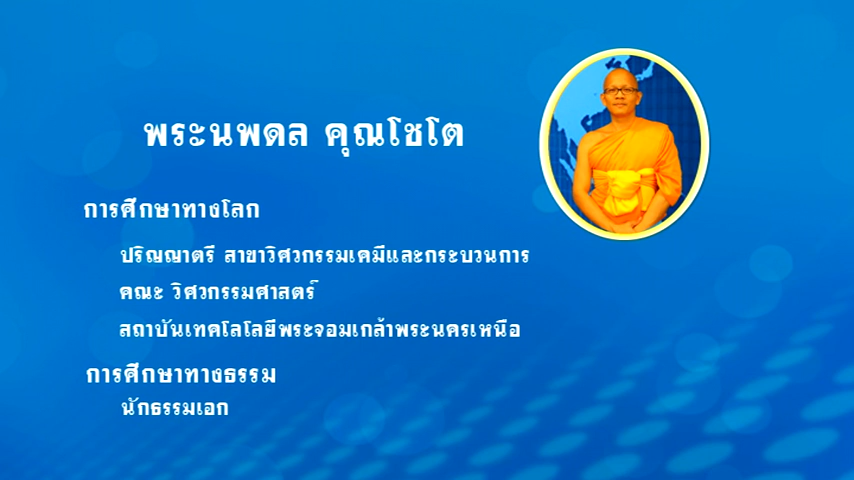 พระนพดล คุณโชโต
การศึกษาทางโลก
ปริญญาตรี สาขาวิศวกรรมเคมีและกระบวนการ
คณะ วิศวกรรมศาสตร์
สถาบันเทคโลโลยีพระจอมเกล้าพระนครเหนือ
การศึกษาทางธรรม
นักธรรมเอก